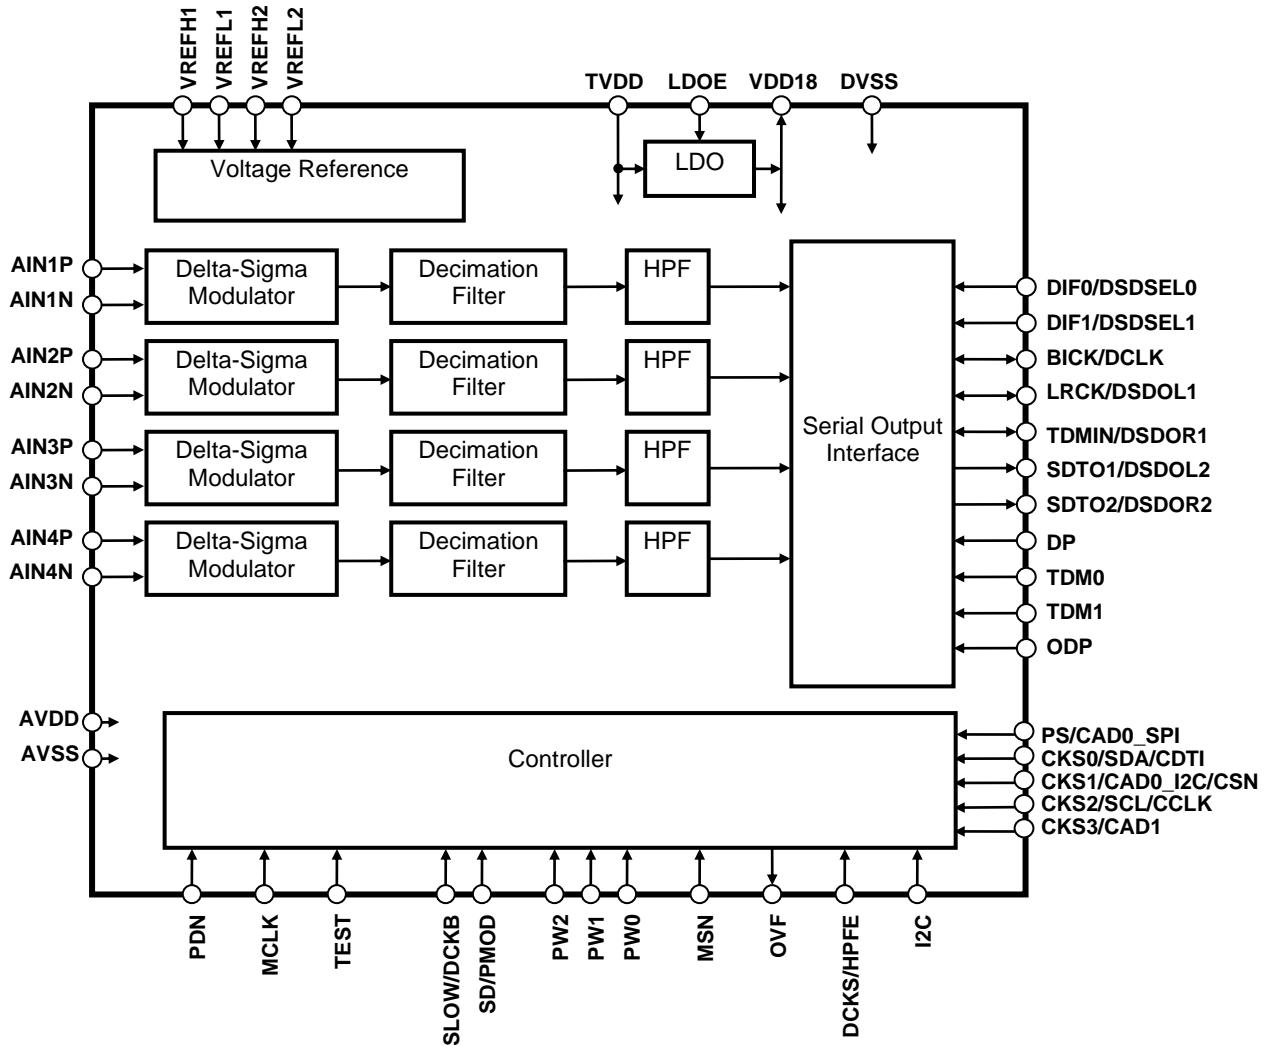 VREFH1
VREFL1
VREFH2
VREFL2
TVDD
LDOE
VDD18
DVSS
Voltage Reference
LDO
AIN1P
AIN1N
Delta-Sigma
Modulator
Decimation
Filter
HPF
AIN2P
AIN2N
Delta-Sigma
Modulator
Decimation
Filter
HPF
AIN3P
AIN3N
Delta-Sigma
Modulator
Decimation
Filter
HPF
AIN4P
AIN4N
Delta-Sigma
Modulator
Decimation
Filter
HPF
Serial Output
Interface
DIF0/DSDSEL0
DIF1/DSDSEL1
BICK/DCLK
LRCK/DSDOL1
TDMIN/DSDOR1
SDTO1/DSDOL2
SDTO2/DSDOR2
DP
TDM0
TDM1
ODP
AVDD
AVSS
Controller
PS/CAD0_SPI
CKS0/SDA/CDTI
CKS1/CAD0_I2C/CSN
CKS2/SCL/CCLK
CKS3/CAD1
PDN
MCLK
TEST
SLOW/DCKB
SD/PMOD
PW2
PW1
PW0
MSN
OVF
DCKS/HPFE
I2C